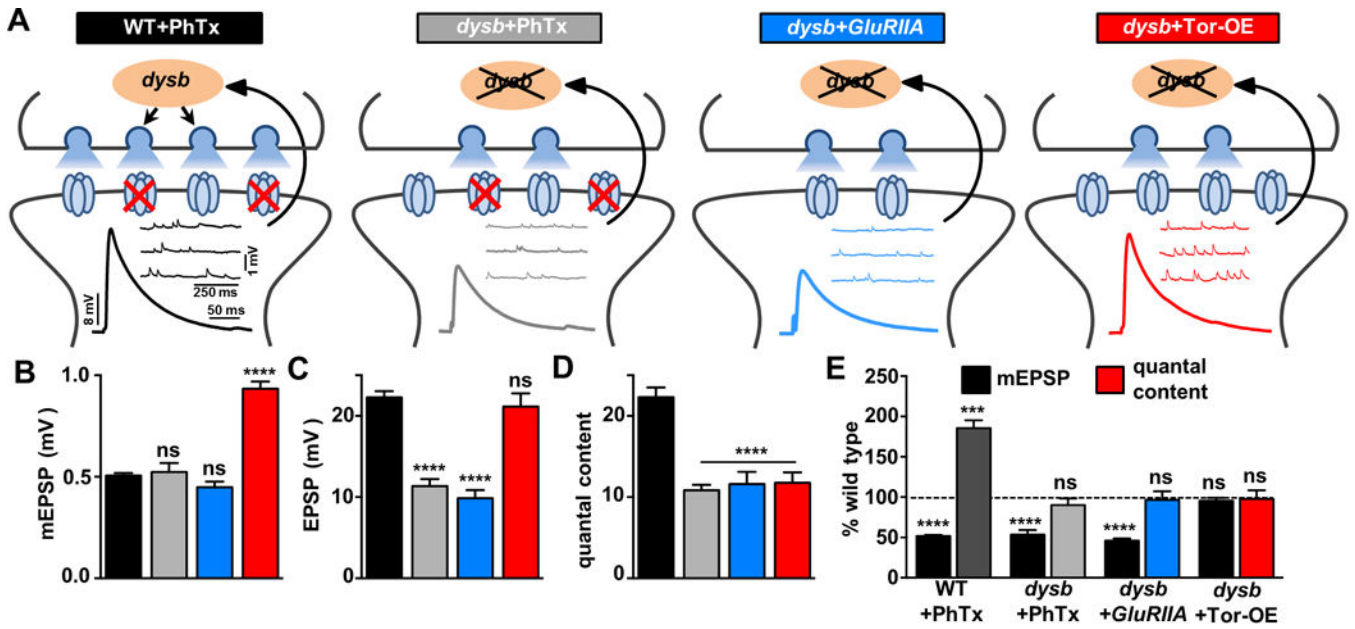 A
WT+PhTx
dysb+PhTx
dysb+GluRIIA
dysb+Tor-OE
dysb
dysb
dysb
dysb
1 mV
250 ms
50 ms
8 mV
B
mEPSP (mV)
1.0
0.5
0.0
ns
ns
****
C
EPSP (mV)
20
10
0
****
****
ns
D
quantal content
20
10
0
****
E
mEPSP
quantal
content
% wild type
250
200
150
100
50
0
****
***
****
ns
****
ns
ns
ns
WT
+PhTx
dysb
+PhTx
dysb
+GluRIIA
dysb
+Tor-OE